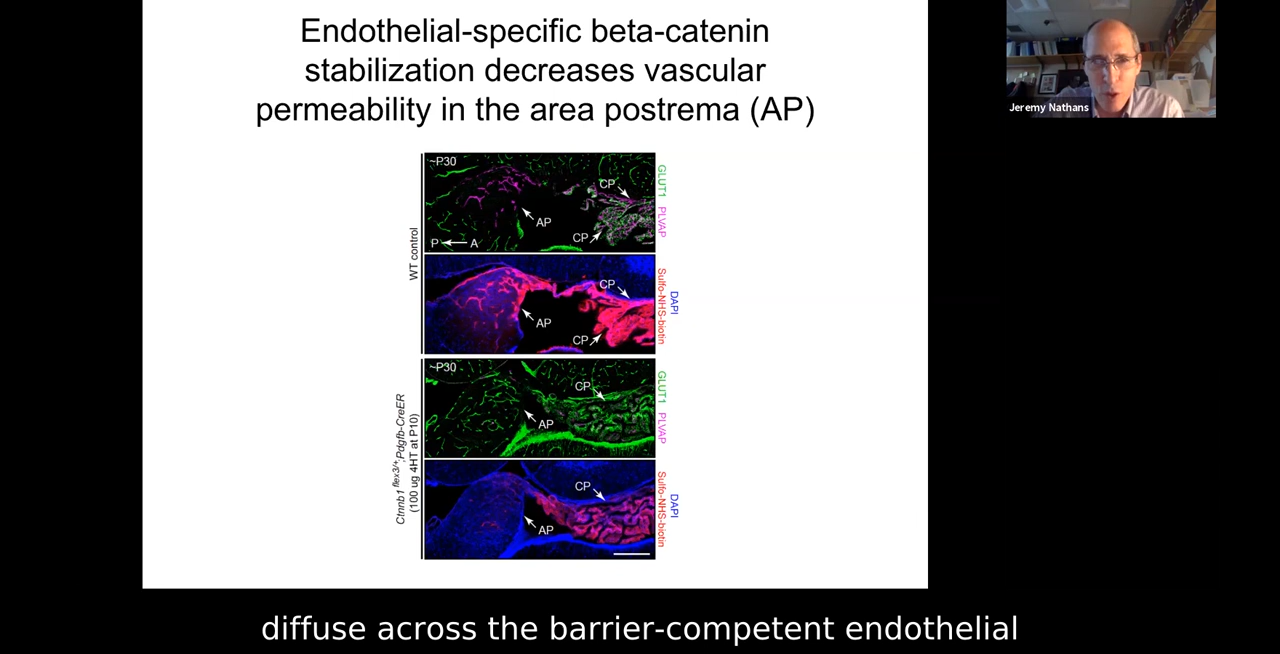 Endothelial-specific beta-catenin
stabilization decreases vascular
permeability in the area postrema (AP)
Jeremy Nathans
WT control
~P30
CP
AP
CP
P A
GLUT1 PLVAP
CP
AP
CP
Sulfo-NHS-biotin
DAPI
Ctnnb1 flex3/+;Pdgfb-CreER
(100 ug 4HT at P10)
~P30
CP
AP
GLUT1 PLVAP
CP
AP
Sulfo-NHS-biotin
DAPI
diffuse across the barrier-competent endothelial